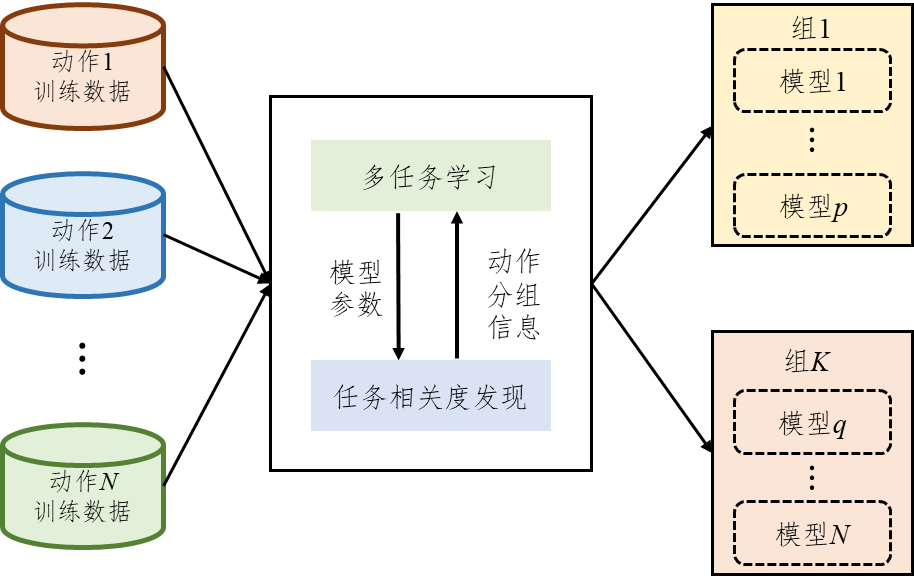 动作1
训练数据
动作2
训练数据
⋮
动作N
训练数据
多任务学习
模型
参数
动作
分组
信息
任务相关度发现
组1
模型1
⋮
模型p
组K
模型q
⋮
模型N